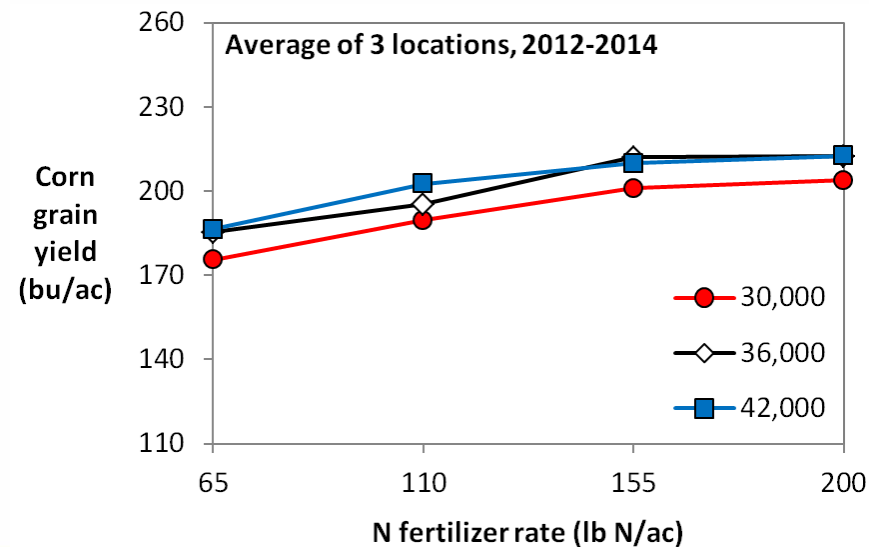 260
Average of 3 locations, 2012-2014
230
200
170
140
110
Corn
grain
yield
(bu/ac)
30,000
36,000
42,000
65 110 155 200
N fertilizer rate (lb N/ac)